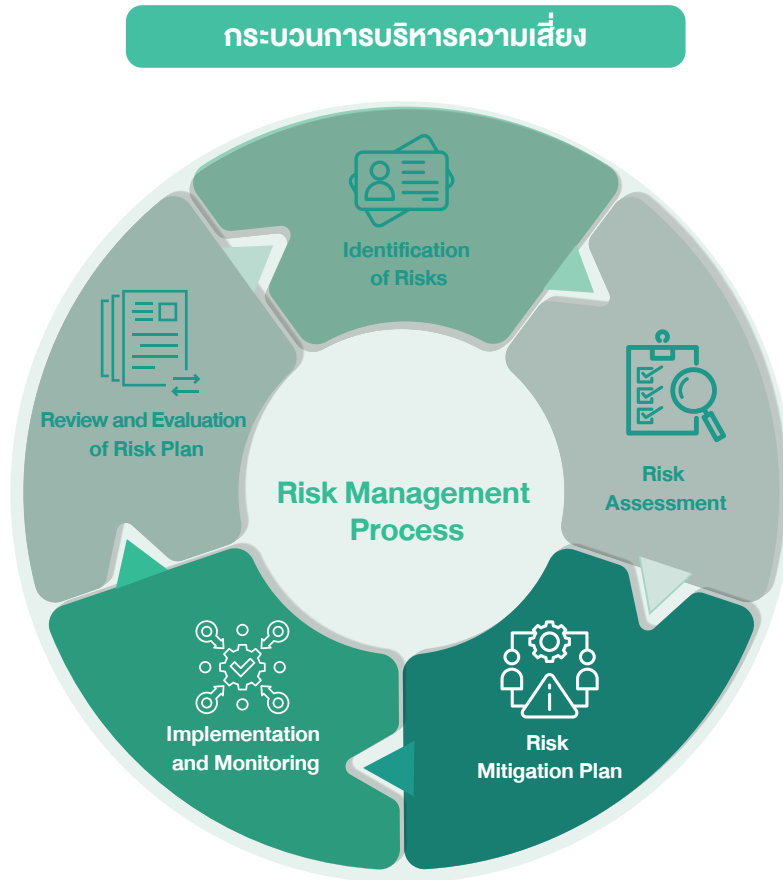 กระบวนการบริหารความเสี่ยง
Identification
of Risks
Risk
Assessment
Risk
Mitigation Plan
Implementation
and Monitoring
Review and Evaluation
of Risk Plan
Risk Management
Process